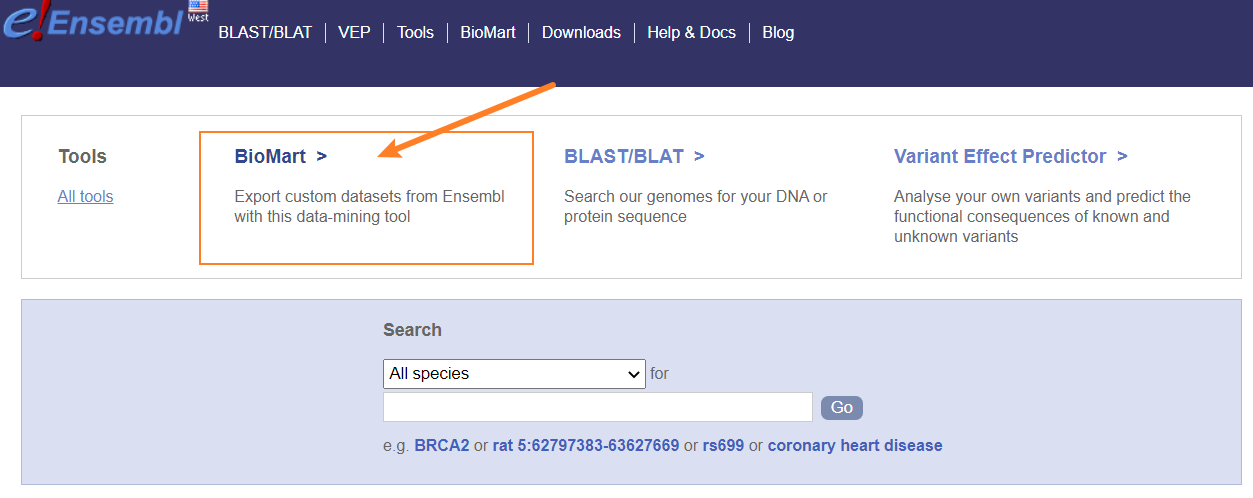 e!Ensembl West
BLAST/BLAT VEP Tools BioMart Downloads Help & Docs Blog
Tools
All tools
BioMart >
Export custom datasets from Ensembl
with this data-mining tool
BLAST/BLAT >
Search our genomes for your DNA or
protein sequence
Variant Effect Predictor >
Analyse your own variants and predict the
functional consequences of known and
unknown variants
Search
All species for
Go
e.g. BRCA2 or rat 5:62797383-63627669 or rs699 or coronary heart disease